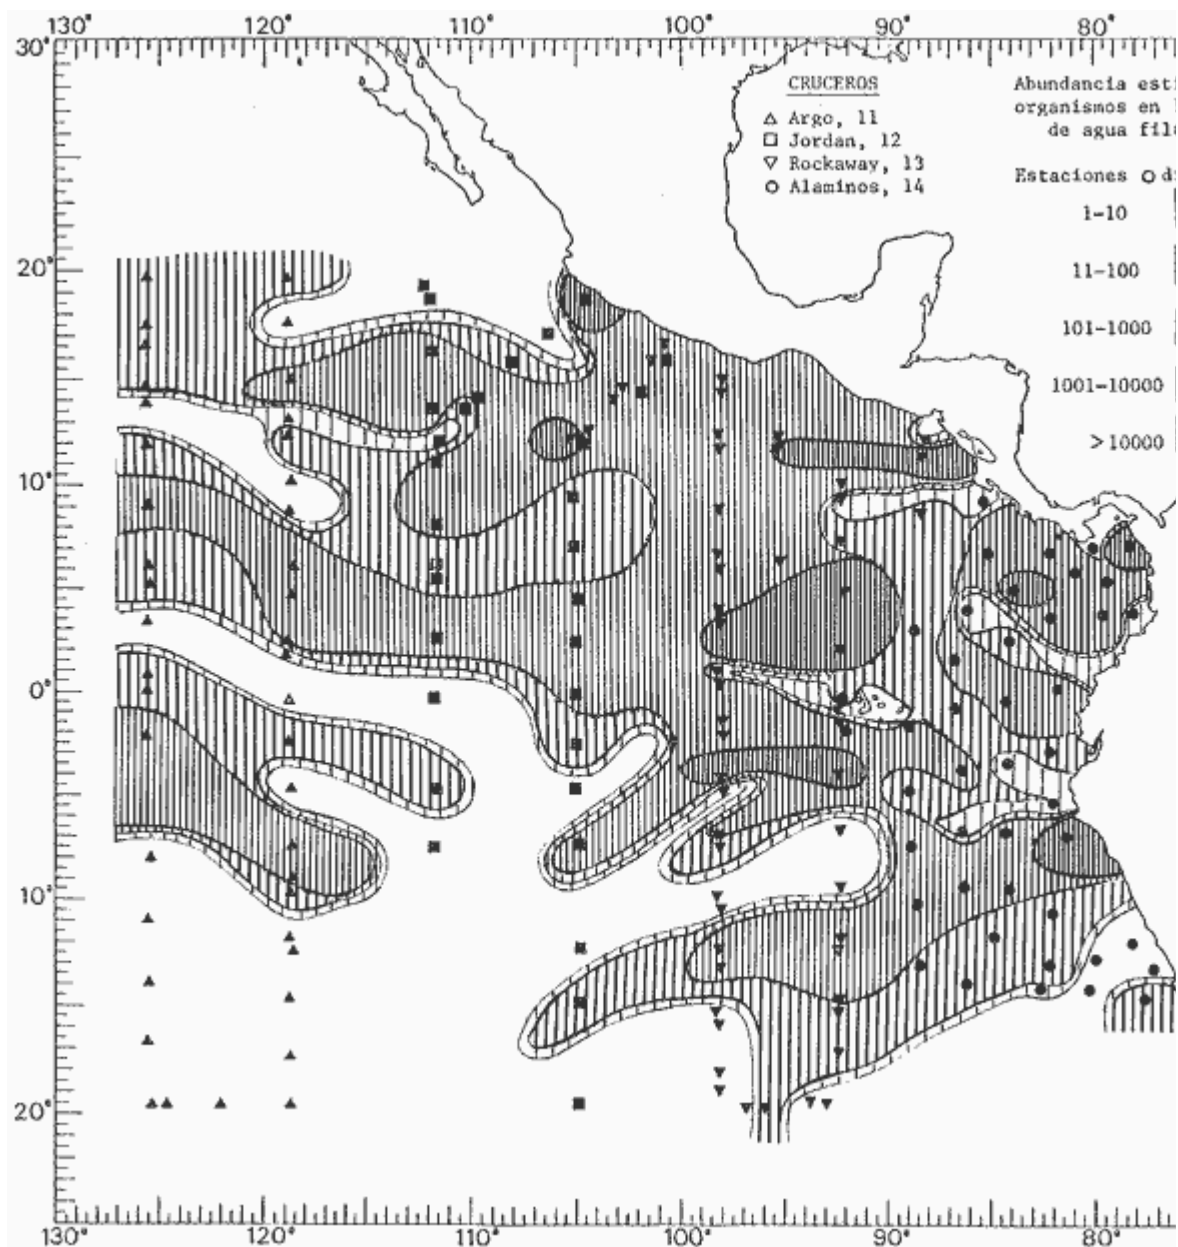 130° 120° 110° 100° 90° 80°
30°
20°
10°
0°
10°
20°
CRUCEROS
△ Argo, 11
□ Jordan, 12
▽ Rockaway, 13
○ Alaminos, 14
Abundancia est
organismos en
de agua fil
Estaciones ○ d
1-10
11-100
101-1000
1001-10000
>10000
130° 120° 110° 100° 90° 80°